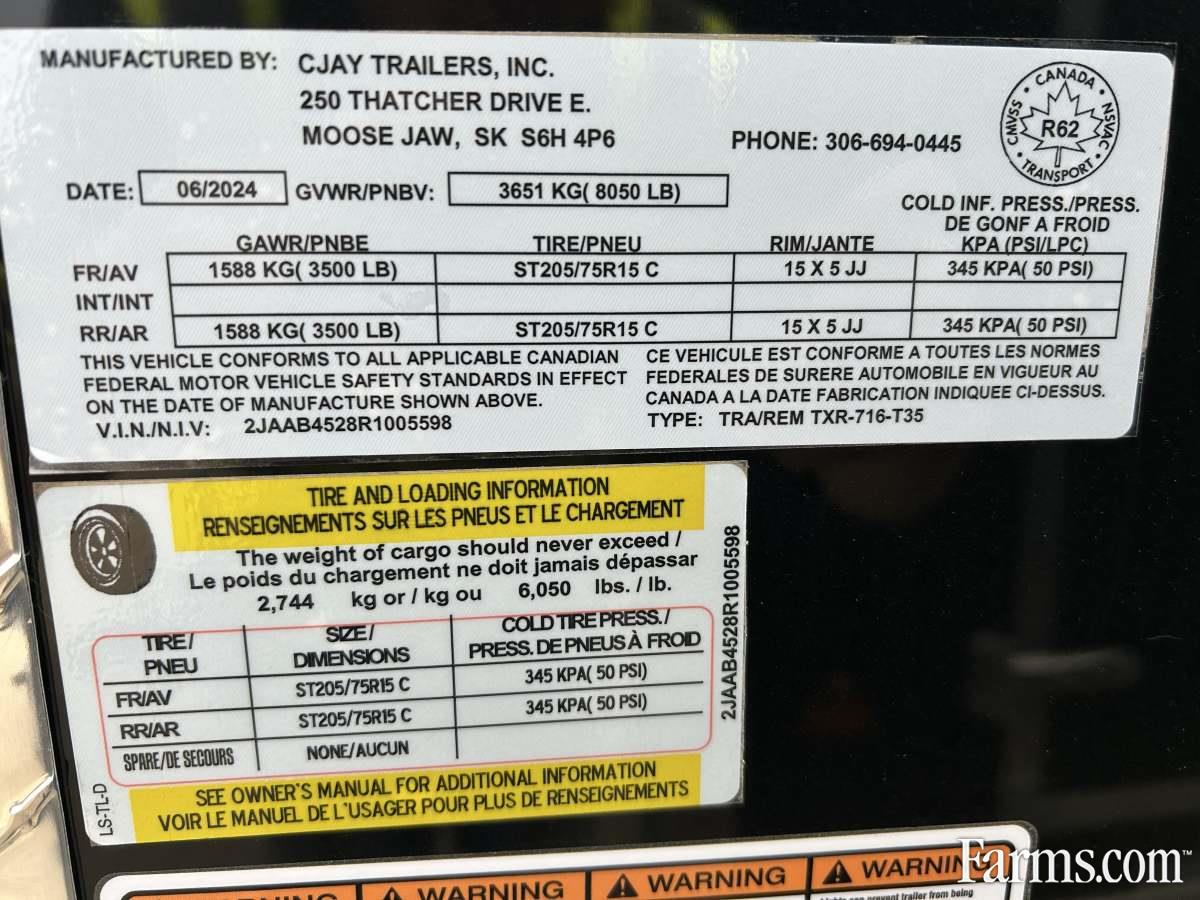 MANUFACTURED BY: CJAY TRAILERS, INC.
250 THATCHER DRIVE E.
MOOSE JAW, SK S6H 4P6
PHONE: 306-694-0445
CANADA
CMVSS
R62
NSVAC
TRANSPORT
DATE: 06/2024 GVWR/PNBV: 3651 KG( 8050 LB)
COLD INF. PRESS./PRESS.
DE GONF A FROID
GAWR/PNBE TIRE/PNEU RIM/JANTE KPA (PSI/LPC)
FR/AV 1588 KG( 3500 LB) ST205/75R15 C 15 X 5 JJ 345 KPA( 50 PSI)
INT/INT
RR/AR 1588 KG( 3500 LB) ST205/75R15 C 15 X 5 JJ 345 KPA( 50 PSI)
THIS VEHICLE CONFORMS TO ALL APPLICABLE CANADIAN
FEDERAL MOTOR VEHICLE SAFETY STANDARDS IN EFFECT
ON THE DATE OF MANUFACTURE SHOWN ABOVE.
V.I.N./N.I.V: 2JAAB4528R1005598
CE VEHICULE EST CONFORME A TOUTES LES NORMES
FEDERALES DE SURERE AUTOMOBILE EN VIGUEUR AU
CANADA A LA DATE FABRICATION INDIQUEE CI-DESSUS.
TYPE: TRA/REM TXR-716-T35
TIRE AND LOADING INFORMATION
RENSEIGNEMENTS SUR LES PNEUS ET LE CHARGEMENT
The weight of cargo should never exceed /
Le poids du chargement ne doit jamais dépassar
2,744 kg or / kg ou 6,050 lbs. / lb.
TIRE/ SIZE/ COLD TIRE PRESS./
PNEU DIMENSIONS PRESS. DE PNEUS À FROID
FR/AV ST205/75R15 C 345 KPA( 50 PSI)
RR/AR ST205/75R15 C 345 KPA( 50 PSI)
SPARE/DE SECOURS NONE/AUCUN
SEE OWNER'S MANUAL FOR ADDITIONAL INFORMATION
VOIR LE MANUEL DE L'USAGER POUR PLUS DE RENSEIGNEMENTS
LS-TL-D
2JAAB4528R1005598
WARNING WARNING WARNING WARNING
prevent trailer from being
Farms.com™